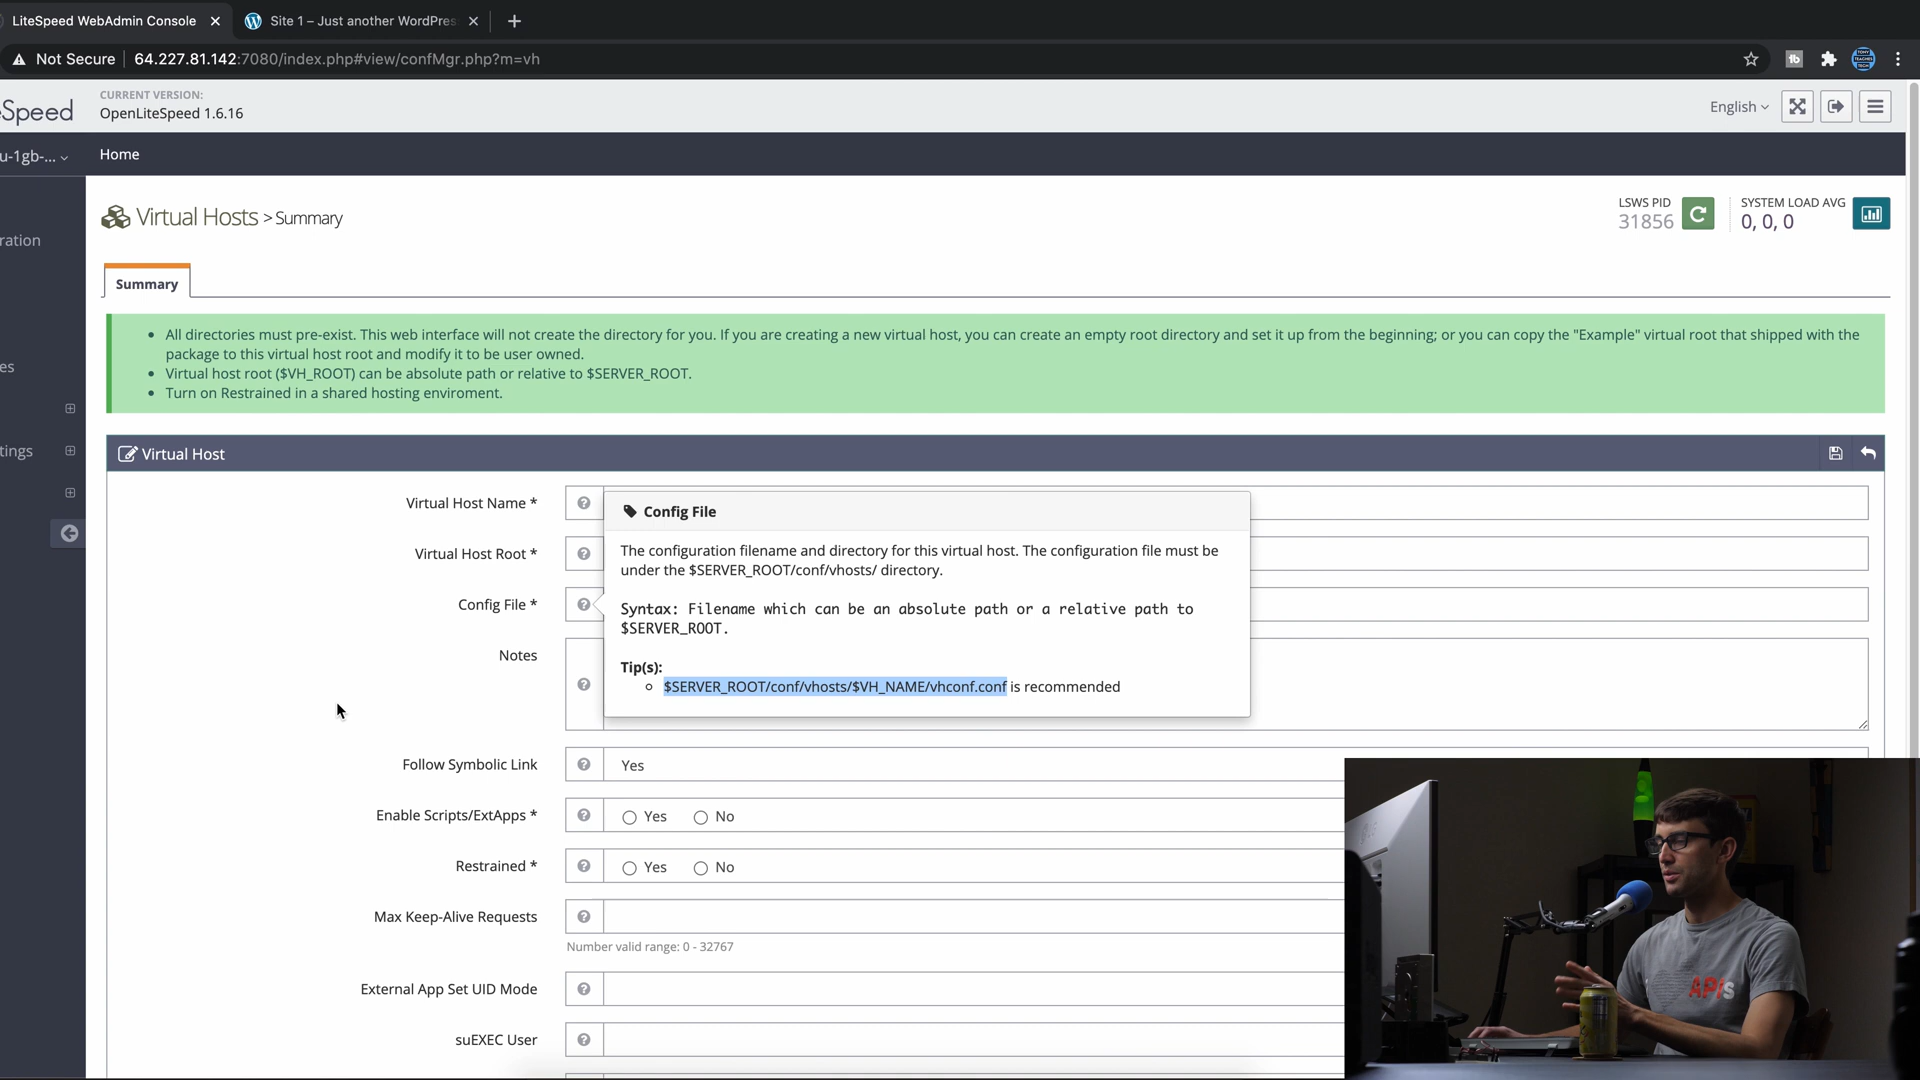 LiteSpeed WebAdmin Console
Site 1 – Just another WordPres
Not Secure
64.227.81.142:7080/index.php#view/confMgr.php?m=vh
eSpeed
CURRENT VERSION:
OpenLiteSpeed 1.6.16
English
u-1gb-...
Home
ration
es
tings
Virtual Hosts > Summary
LSWS PID
31856
SYSTEM LOAD AVG
0, 0, 0
Summary
All directories must pre-exist. This web interface will not create the directory for you. If you are creating a new virtual host, you can create an empty root directory and set it up from the beginning; or you can copy the "Example" virtual root that shipped with the
package to this virtual host root and modify it to be user owned.
Virtual host root ($VH_ROOT) can be absolute path or relative to $SERVER_ROOT.
Turn on Restrained in a shared hosting enviroment.
Virtual Host
Virtual Host Name *
Virtual Host Root *
Config File *
Notes
Config File
The configuration filename and directory for this virtual host. The configuration file must be
under the $SERVER_ROOT/conf/vhosts/ directory.
Syntax: Filename which can be an absolute path or a relative path to
$SERVER_ROOT.
Tip(s):
$SERVER_ROOT/conf/vhosts/$VH_NAME/vhconf.conf is recommended
Follow Symbolic Link
Yes
Enable Scripts/ExtApps *
Yes No
Restrained *
Yes No
Max Keep-Alive Requests
Number valid range: 0 - 32767
External App Set UID Mode
suEXEC User
APIs